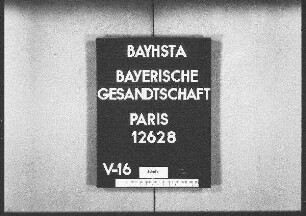 BAYHSTA
BAYERISCHE
GESANDTSCHAFT
PARIS
12628
V-16